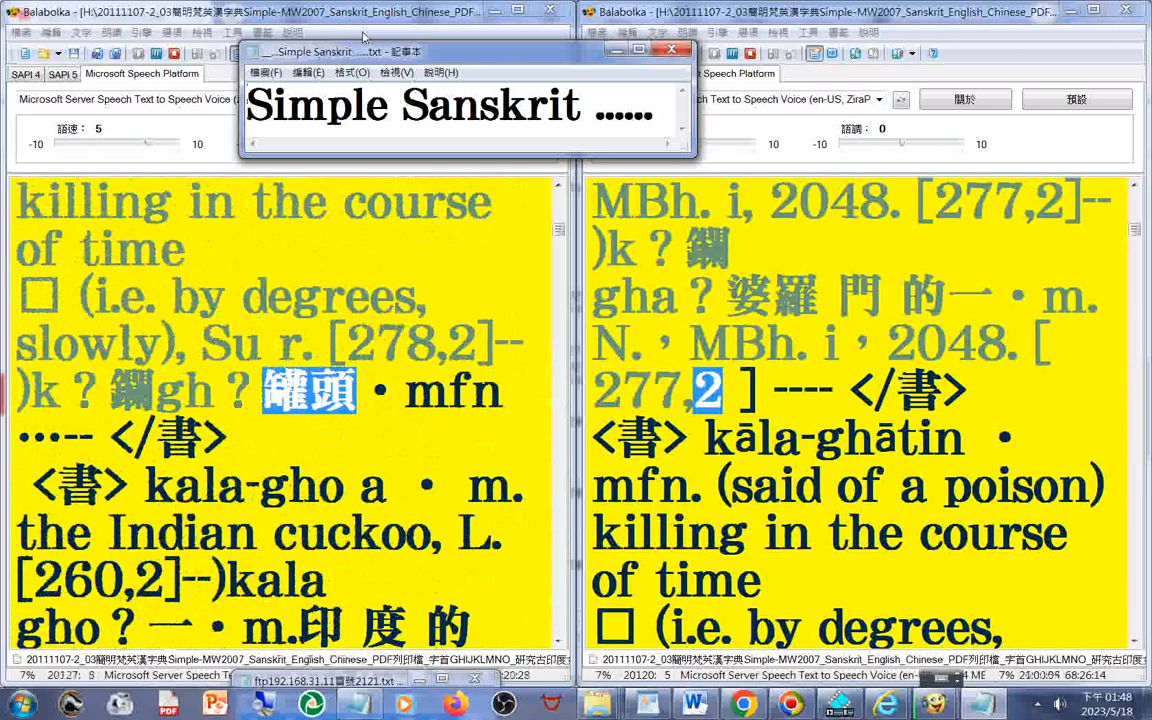 Balabolka - [H:\20111107-2_03簡明梵英漢字典Simple-MW2007_Sanskrit_English_Chinese_PDF...
Balabolka - [H:\20111107-2_03簡明梵英漢字典Simple-MW2007_Sanskrit_English_Chinese_PDF...
SAPI 4 SAPI 5 Microsoft Speech Platform
rosoft Speech Platform
__...Simple Sanskrit ......txt - 記事本
檔案(F) 編輯(E) 格式(O) 檢視(V) 說明(H)
Simple Sanskrit ......
Microsoft Server Speech Text to Speech Voice (
ech Text to Speech Voice (en-US, ZiraP
關於
預設
語速： 5
-10
10
10
語調： 0
-10
10
killing in the course
of time
□ (i.e. by degrees,
slowly), Su r. [278,2]--
)k？鑭gh？罐頭・mfn
…-- </書>
<書> kala-gho a ・ m.
the Indian cuckoo, L.
[260,2]--)kala
gho？一・m.印 度 的
MBh. i, 2048. [277,2]--
)k？鑭
gha？婆羅 門 的一・m.
N.，MBh. i，2048. [
277,2 ] ---- </書>
<書> kāla-ghātin ・
mfn. (said of a poison)
killing in the course
of time
□ (i.e. by degrees,
20111107-2_03簡明梵英漢字典Simple-MW2007_Sanskrit_English_Chinese_PDF列印檔_字首GHIJKLMNO_研究古印度
20111107-2_03簡明梵英漢字典Simple-MW2007_Sanskrit_English_Chinese_PDF列印檔_字首GHIJKLMNO_研究古印度
7% 20127: 8 Microsoft Server Speech Te
ftp192.168.31.11
2121.txt ...
20:28
7% 20120: 5 Microsoft Server Speech Text to Speech Voice
7%
68:26:14
下午 01:48
2023/5/18